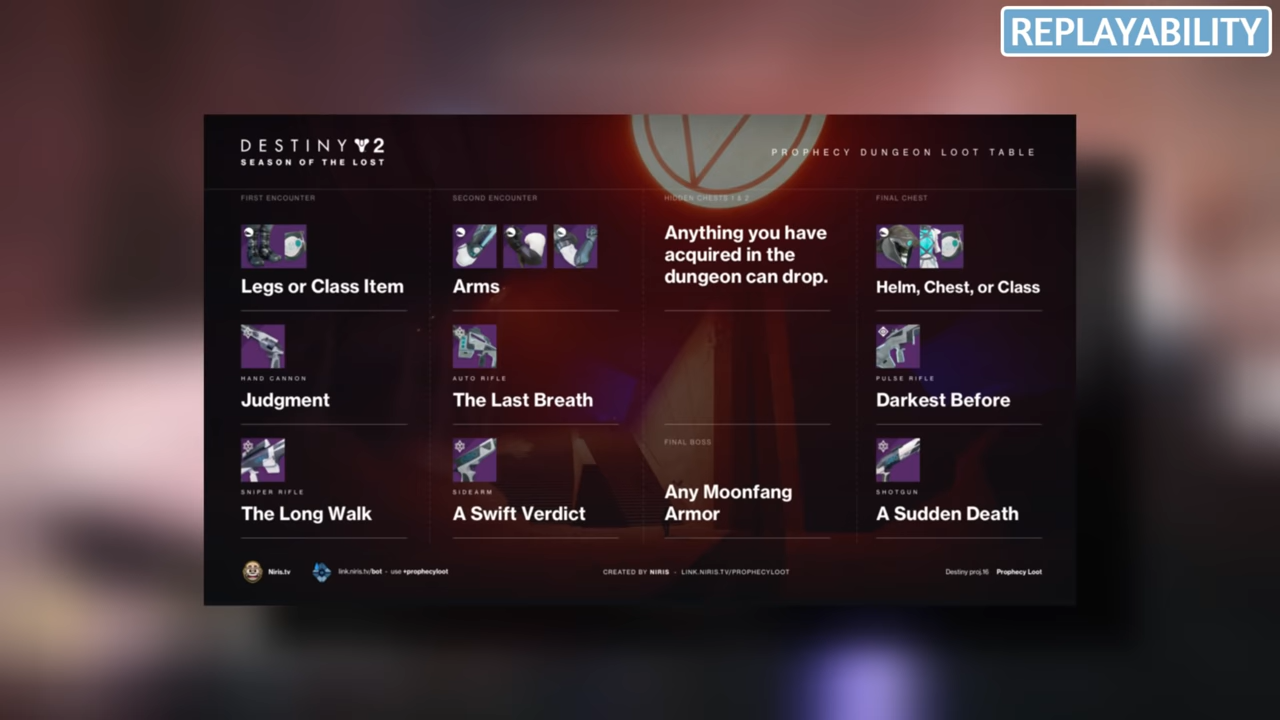 REPLAYABILITY
DESTINY 2
SEASON OF THE LOST
PROPHECY DUNGEON LOOT TABLE
FIRST ENCOUNTER
Legs or Class Item
HAND CANNON
Judgment
SNIPER RIFLE
The Long Walk
SECOND ENCOUNTER
Arms
AUTO RIFLE
The Last Breath
SIDEARM
A Swift Verdict
HIDDEN CHESTS 1 & 2
Anything you have
acquired in the
dungeon can drop.
FINAL BOSS
Any Moonfang
Armor
FINAL CHEST
Helm, Chest, or Class
PULSE RIFLE
Darkest Before
SHOTGUN
A Sudden Death
Niris.tv
link.niris.tv/bot - use +prophecyloot
CREATED BY NIRIS - LINK.NIRIS.TV/PROPHECYLOOT
Destiny proj.16 Prophecy Loot